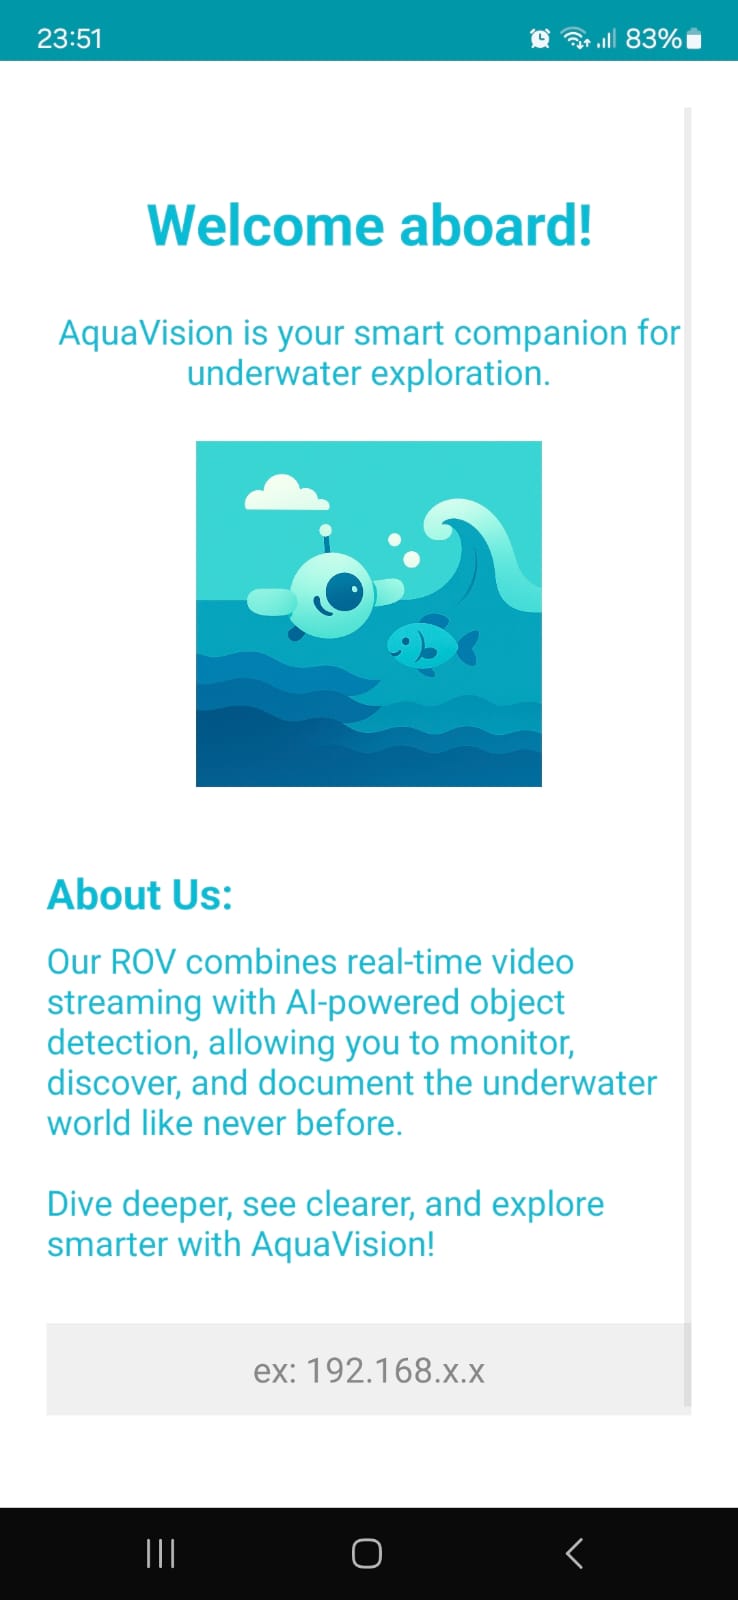 23:51
83%
Welcome aboard!
AquaVision is your smart companion for
underwater exploration.
About Us:
Our ROV combines real-time video
streaming with AI-powered object
detection, allowing you to monitor,
discover, and document the underwater
world like never before.
Dive deeper, see clearer, and explore
smarter with AquaVision!
ex: 192.168.x.x